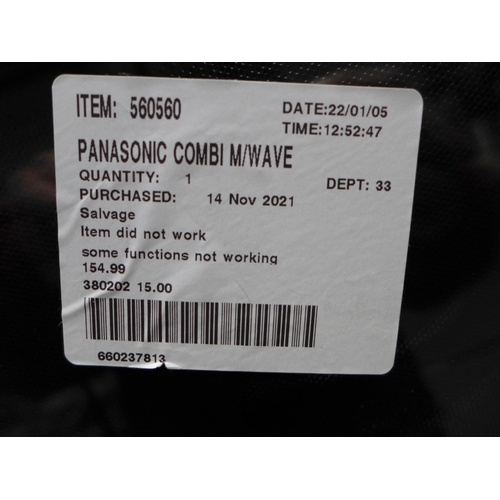 ITEM: 560560
DATE:22/01/05
TIME:12:52:47
PANASONIC COMBI M/WAVE
QUANTITY: 1
DEPT: 33
PURCHASED: 14 Nov 2021
Salvage
Item did not work
some functions not working
154.99
380202 15.00
660237813